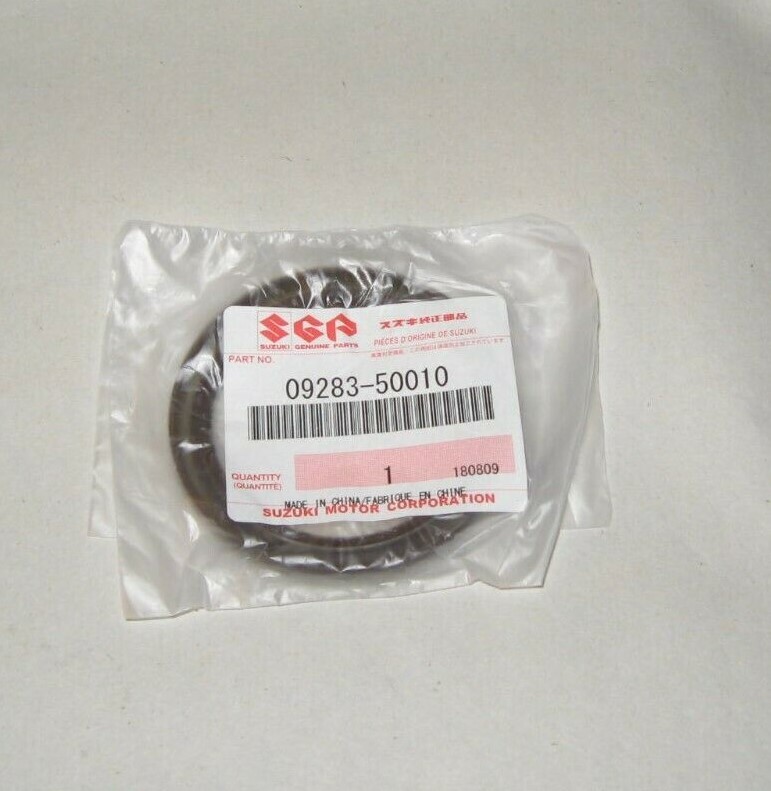 SGP
SUZUKI GENUINE PARTS
スズキ純正部品
PIÈCES D'ORIGINE DE SUZUKI
PART NO.
09283-50010
QUANTITY
(QUANTITÉ)
1
180809
MADE IN CHINA/FABRIQUE EN CHINE
SUZUKI MOTOR CORPORATION